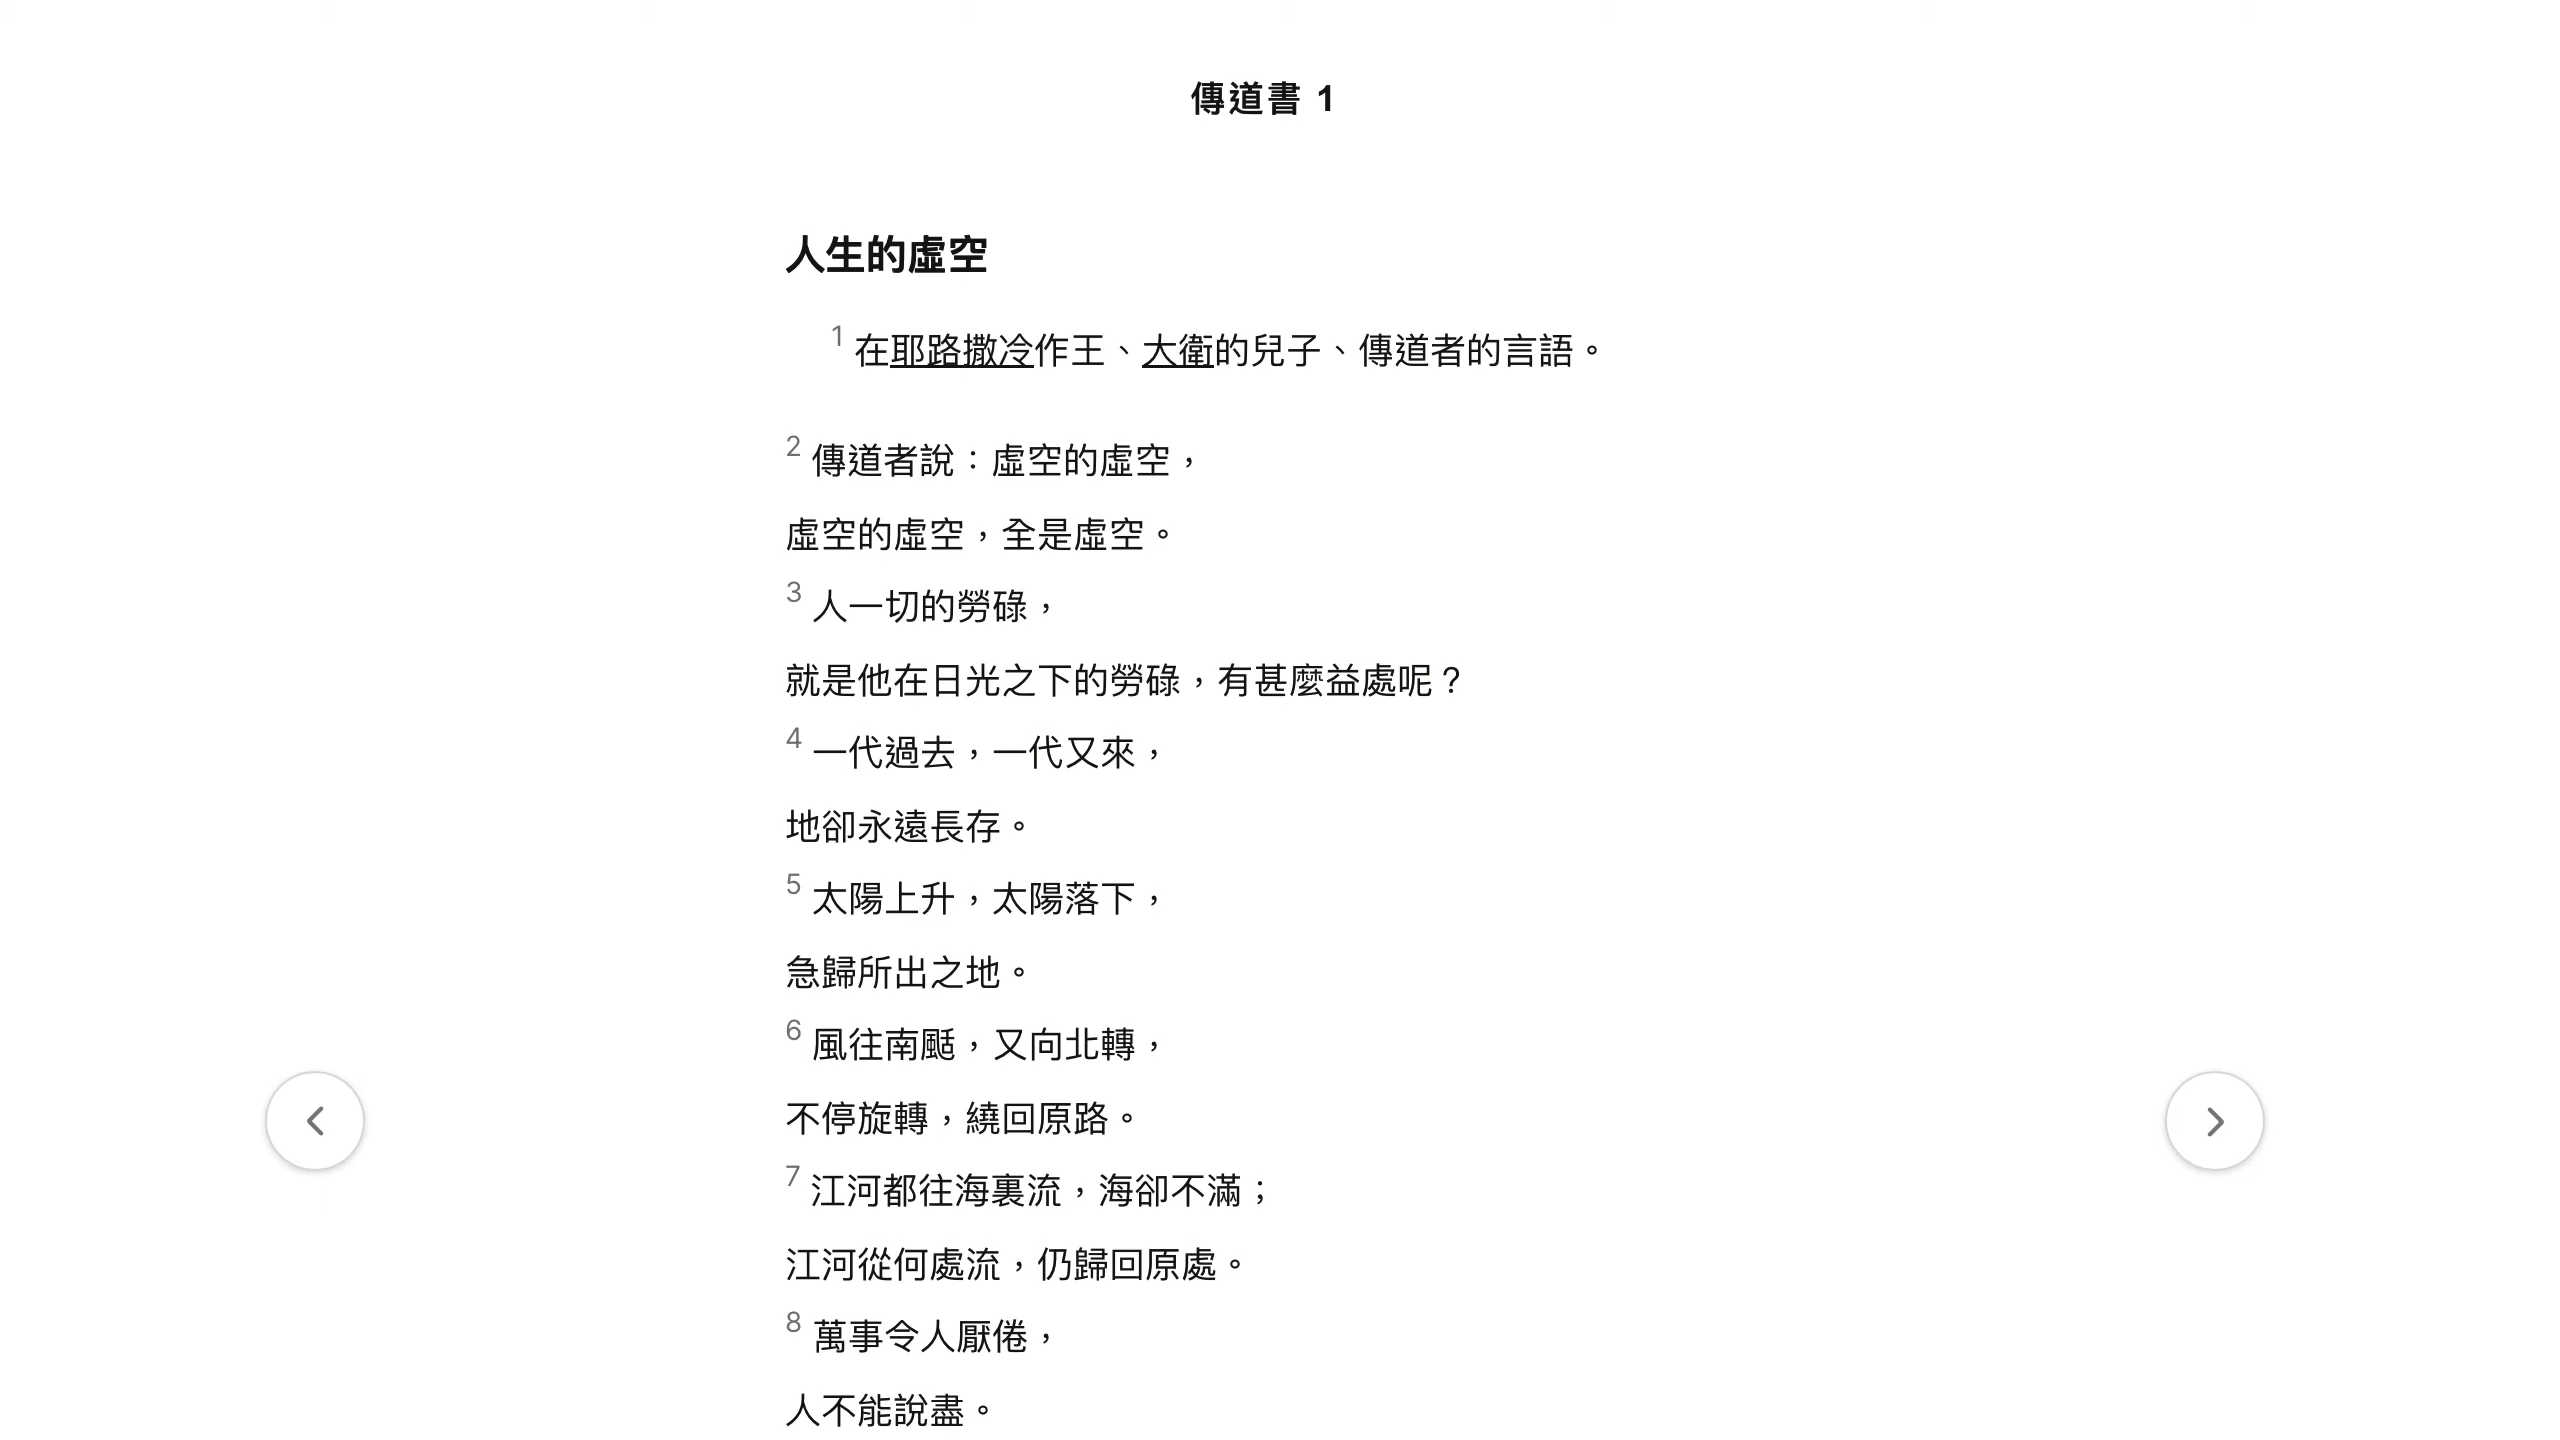 傳道書 1
人生的虛空
1 在耶路撒冷作王、大衛的兒子、傳道者的言語。
2 傳道者說：虛空的虛空，
虛空的虛空，全是虛空。
3 人一切的勞碌，
就是他在日光之下的勞碌，有甚麼益處呢？
4 一代過去，一代又來，
地卻永遠長存。
5 太陽上升，太陽落下，
急歸所出之地。
6 風往南颳，又向北轉，
不停旋轉，繞回原路。
7 江河都往海裏流，海卻不滿；
江河從何處流，仍歸回原處。
8 萬事令人厭倦，
人不能說盡。